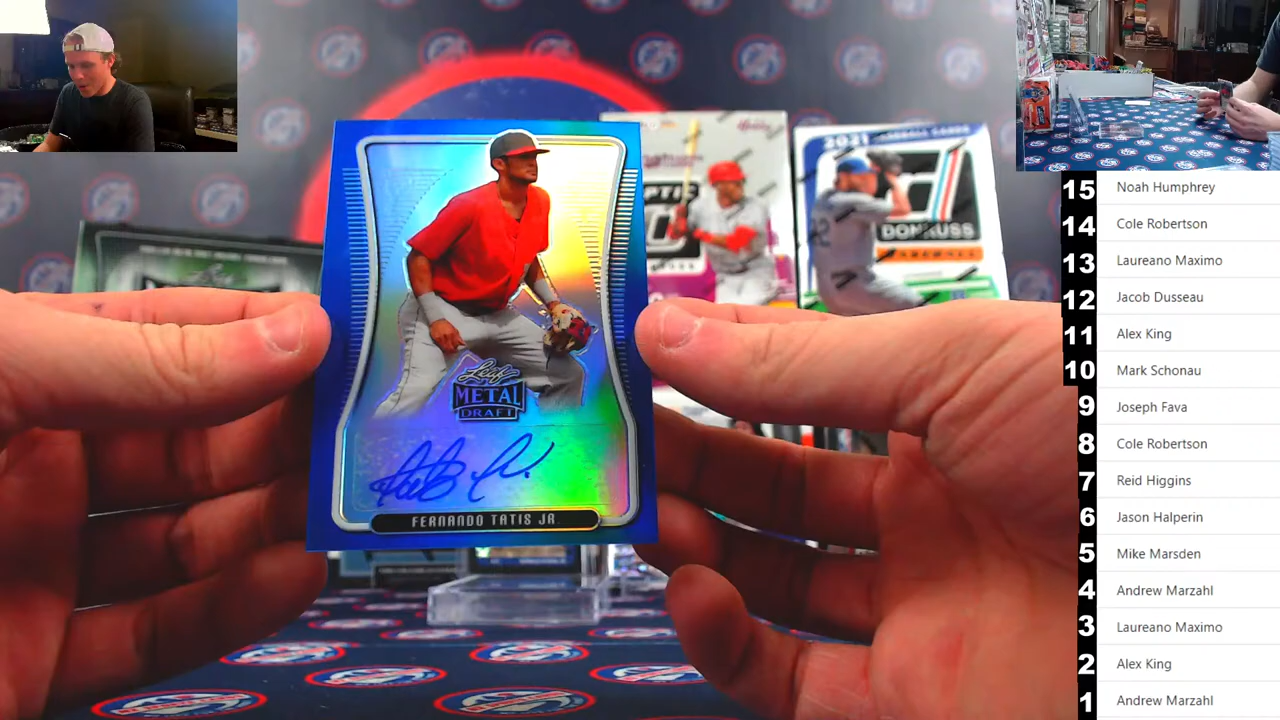 Leaf
METAL
DRAFT
FERNANDO TATIS JR.
2021
DONRUSS
BASEBALL
15 Noah Humphrey
14 Cole Robertson
13 Laureano Maximo
12 Jacob Dusseau
11 Alex King
10 Mark Schonau
9 Joseph Fava
8 Cole Robertson
7 Reid Higgins
6 Jason Halperin
5 Mike Marsden
4 Andrew Marzahl
3 Laureano Maximo
2 Alex King
1 Andrew Marzahl